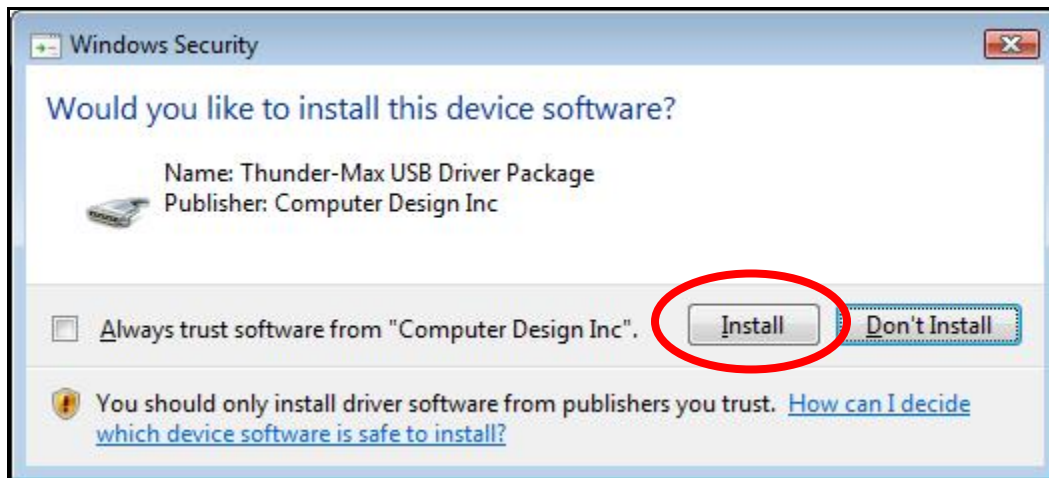 Windows Security
Would you like to install this device software?
Name: Thunder-Max USB Driver Package
Publisher: Computer Design Inc
Always trust software from "Computer Design Inc".
Install
Don't Install
You should only install driver software from publishers you trust. How can I decide
which device software is safe to install?